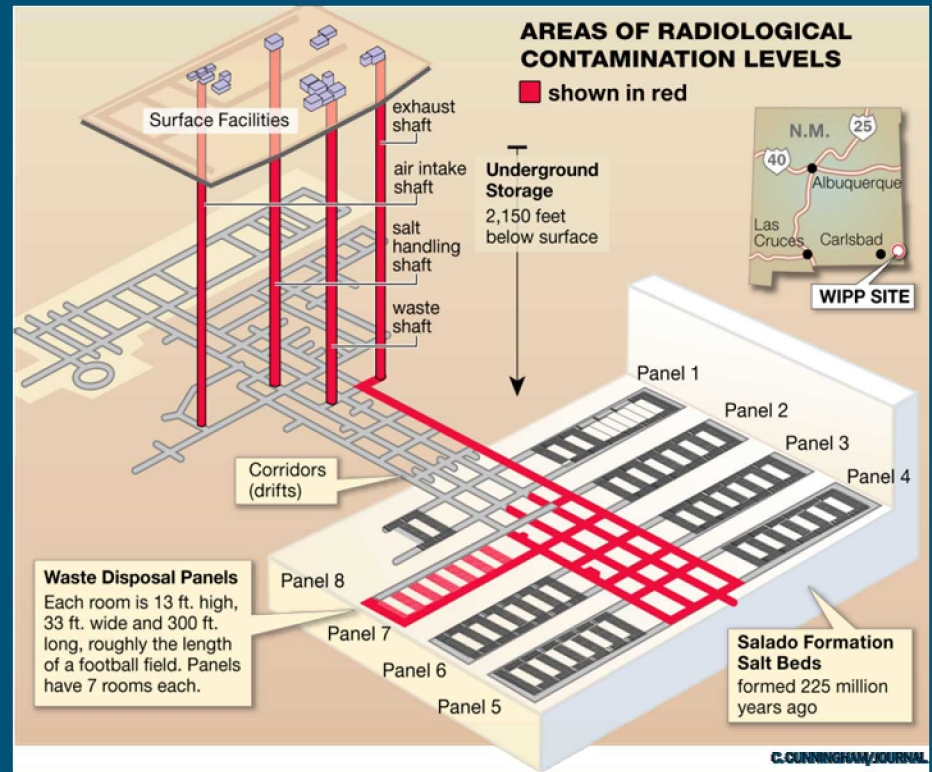 AREAS OF RADIOLOGICAL
CONTAMINATION LEVELS
shown in red
Surface Facilities
exhaust
shaft
air intake
shaft
salt
handling
shaft
waste
shaft
Underground
Storage
2,150 feet
below surface
N.M.
25
40
Albuquerque
Las
Cruces
Carlsbad
WIPP SITE
Panel 1
Panel 2
Panel 3
Panel 4
Corridors
(drifts)
Waste Disposal Panels
Each room is 13 ft. high,
33 ft. wide and 300 ft.
long, roughly the length
of a football field. Panels
have 7 rooms each.
Panel 8
Panel 7
Panel 6
Panel 5
Salado Formation
Salt Beds
formed 225 million
years ago
C. CUNNINGHAM/JOURNAL